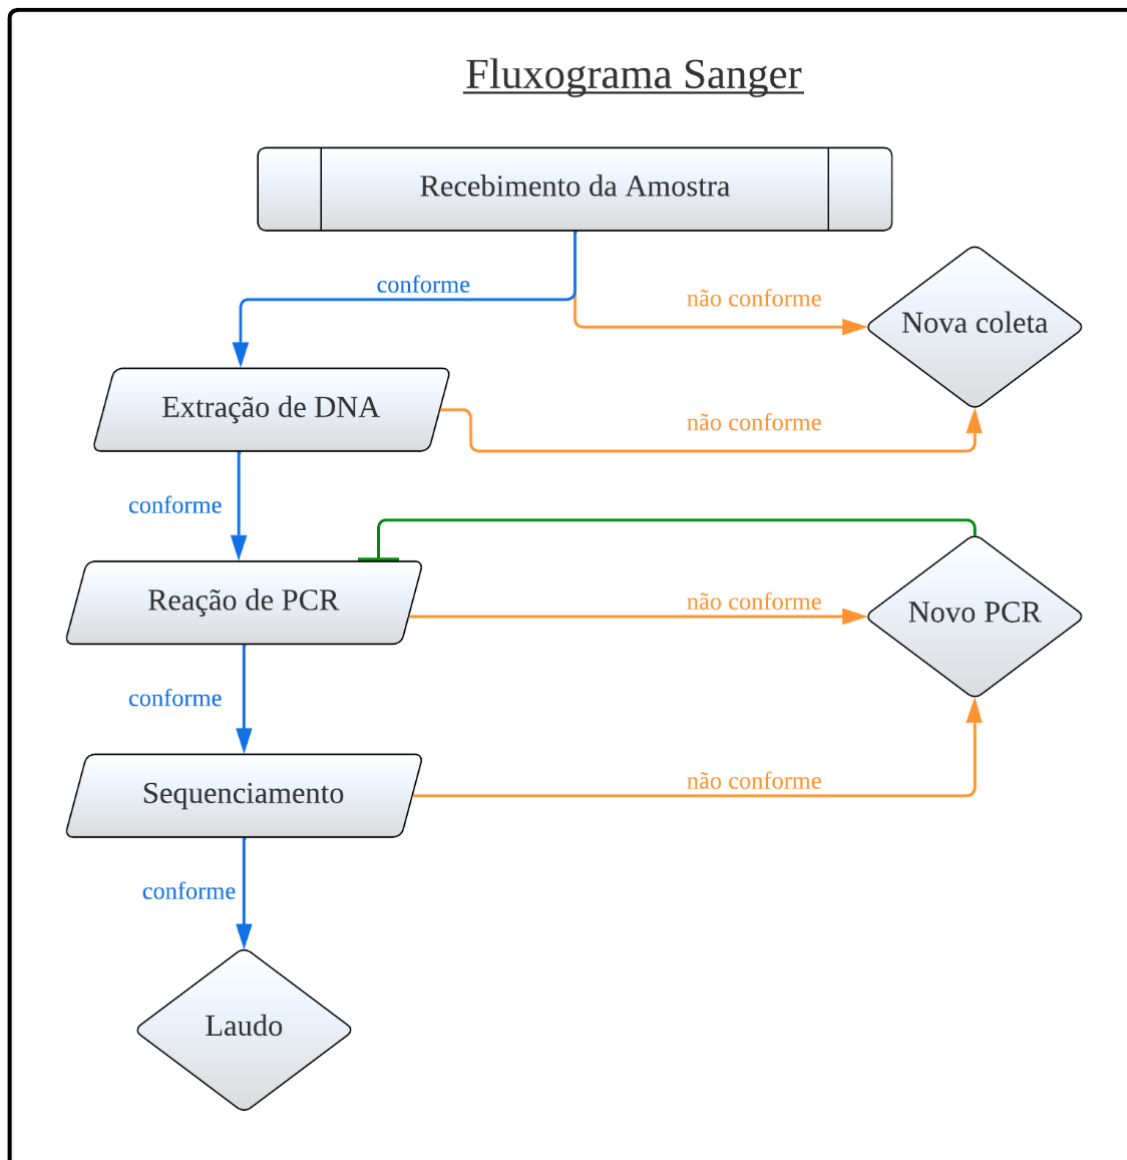 Fluxograma Sanger
Recebimento da Amostra
conforme
não conforme
Nova coleta
Extração de DNA
não conforme
conforme
Reação de PCR
não conforme
Novo PCR
conforme
Sequenciamento
não conforme
conforme
Laudo